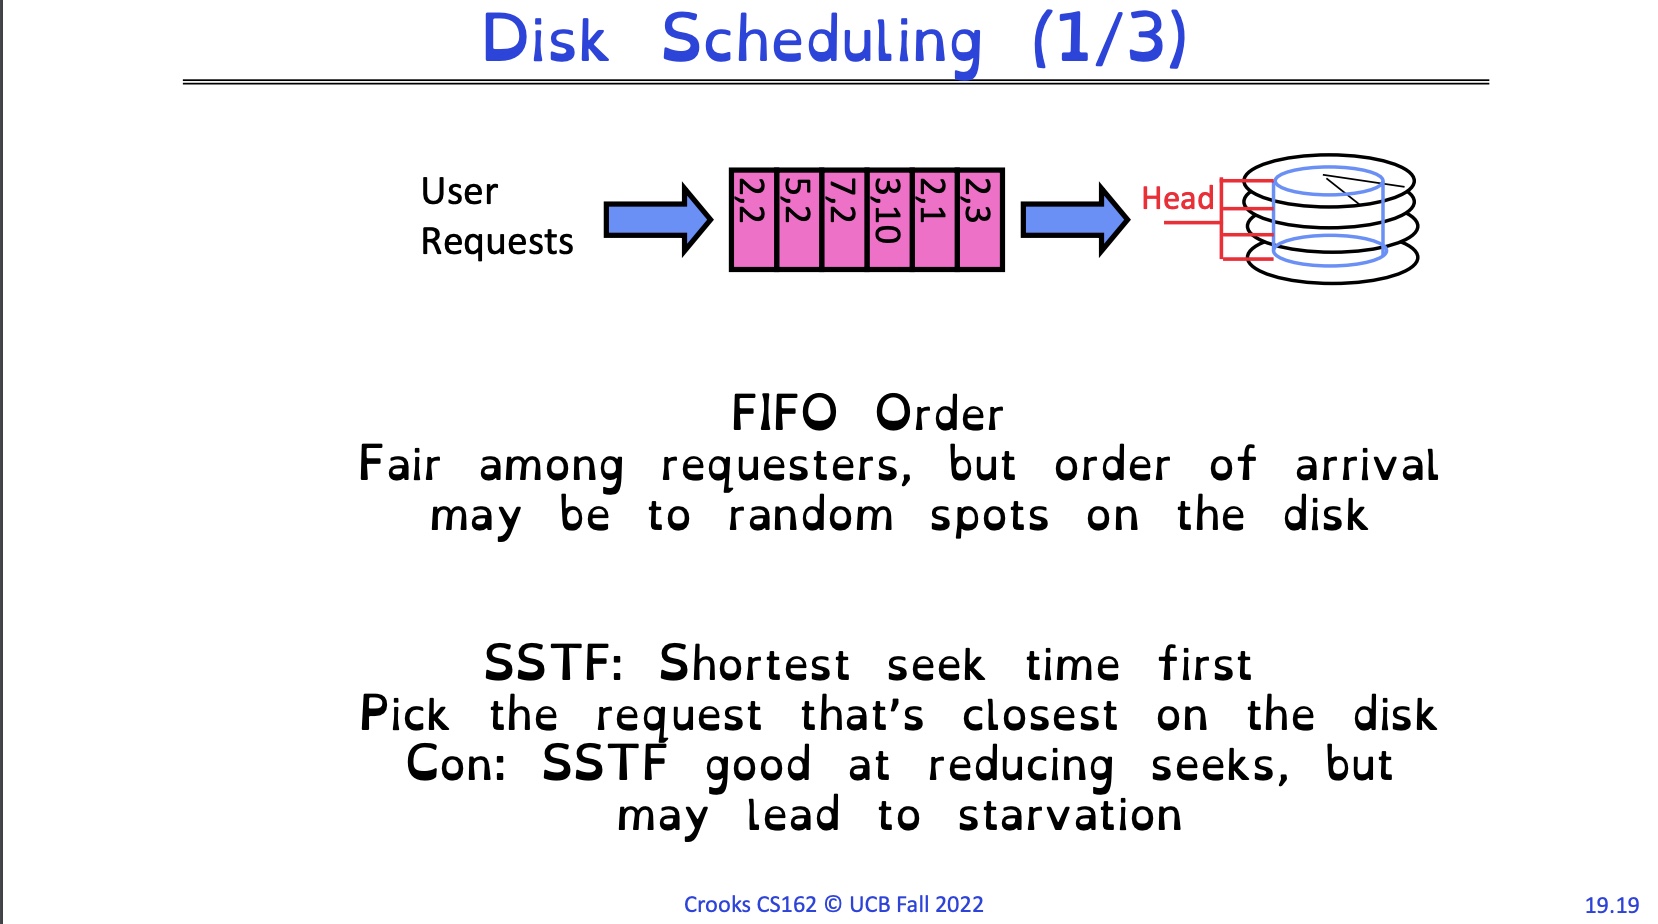 Disk Scheduling (1/3)
User
Requests
2,2
5,2
7,2
3,10
2,1
2,3
Head
FIFO Order
Fair among requesters, but order of arrival
may be to random spots on the disk
SSTF: Shortest seek time first
Pick the request that’s closest on the disk
Con: SSTF good at reducing seeks, but
may lead to starvation
Crooks CS162 © UCB Fall 2022
19.19